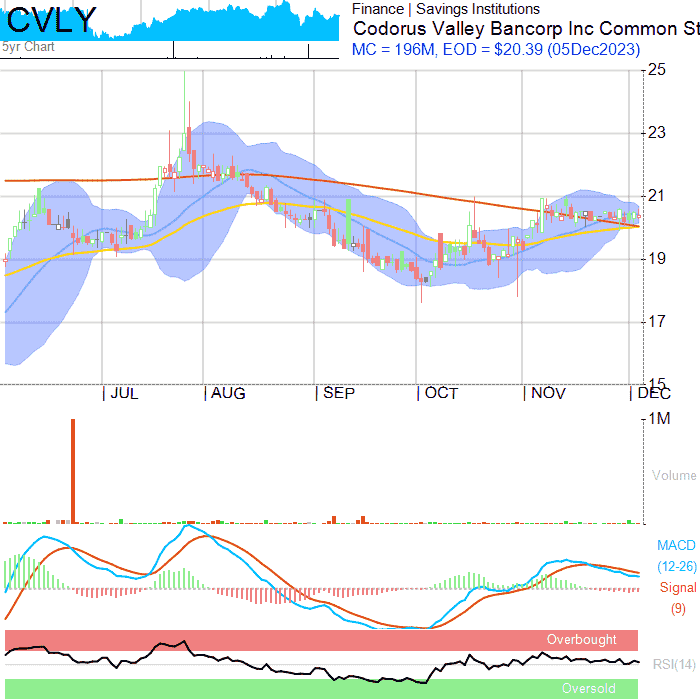 CVLY
5yr Chart
Finance | Savings Institutions
Codorus Valley Bancorp Inc Common St
MC = 196M, EOD = $20.39 (05Dec2023)
25
23
21
19
17
15
JUL AUG SEP OCT NOV DEC
1M
Volume
MACD
(12-26)
Signal
(9)
Overbought
RSI(14)
Oversold